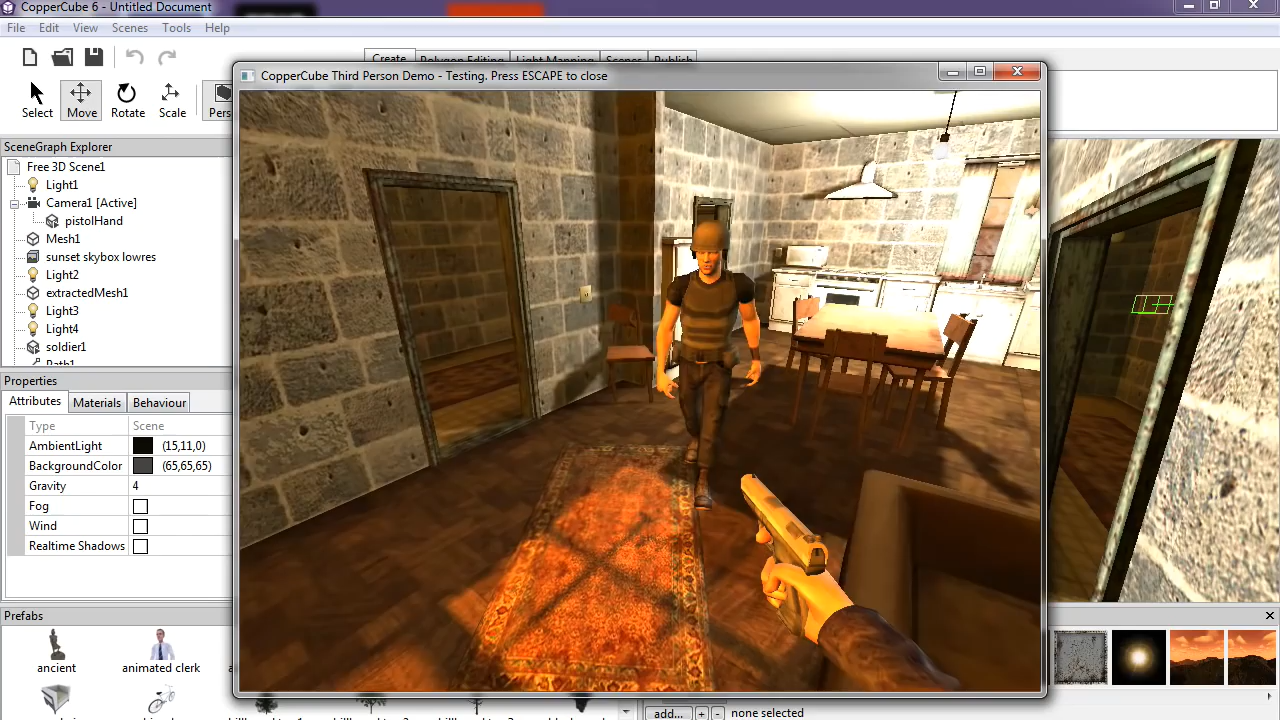 CopperCube 6 - Untitled Document
File Edit View Scenes Tools Help
Create Polygon Editing Light Mapping Scenes Publish
CopperCube Third Person Demo - Testing. Press ESCAPE to close
Select Move Rotate Scale Pers
SceneGraph Explorer
Free 3D Scene1
Light1
Camera1 [Active]
pistolHand
Mesh1
sunset skybox lowres
Light2
extractedMesh1
Light3
Light4
soldier1
Path1
Properties
Attributes Materials Behaviour
Type Scene
AmbientLight (15,11,0)
BackgroundColor (65,65,65)
Gravity 4
Fog
Wind
Realtime Shadows
Prefabs
ancient animated clerk
add... + - none selected